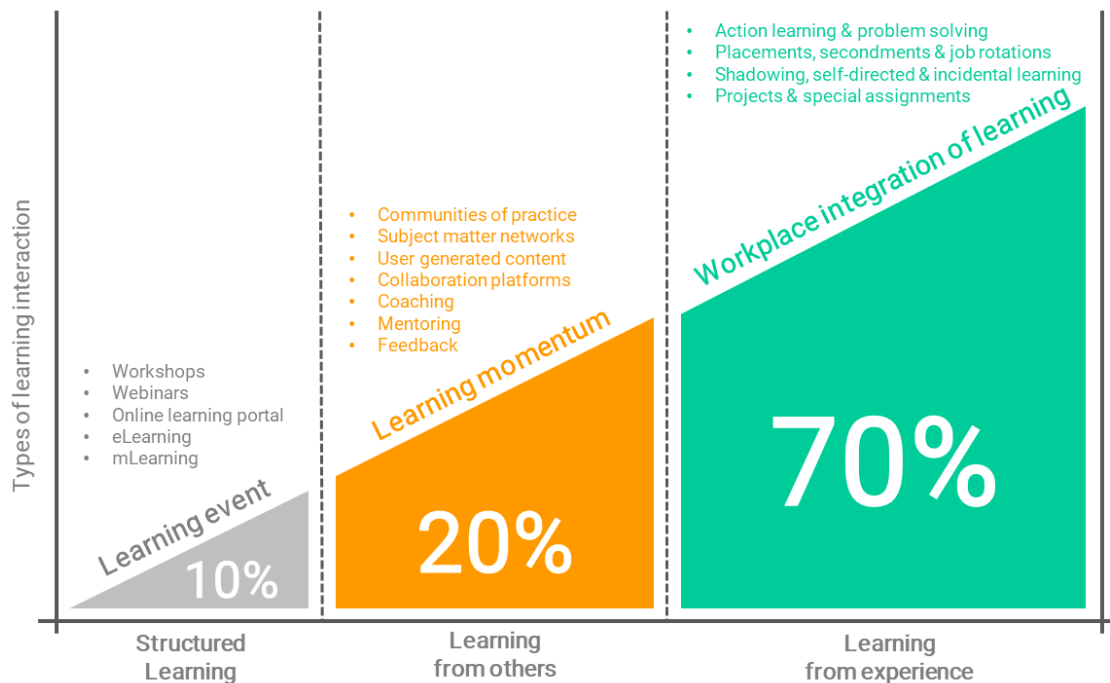 Types of learning interaction
• Workshops
• Webinars
• Online learning portal
• eLearning
• mLearning
Learning event
10%
Structured
Learning
• Communities of practice
• Subject matter networks
• User generated content
• Collaboration platforms
• Coaching
• Mentoring
• Feedback
Learning momentum
20%
Learning
from others
• Action learning & problem solving
• Placements, secondments & job rotations
• Shadowing, self-directed & incidental learning
• Projects & special assignments
Workplace integration of learning
70%
Learning
from experience